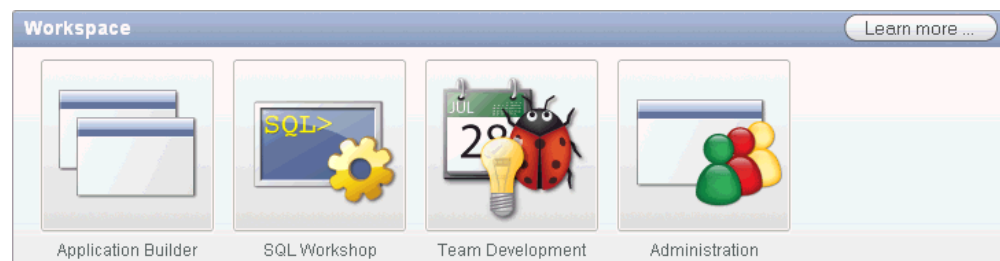 Workspace
Learn more ...
SQL>
JUL
28
Application Builder
SQL Workshop
Team Development
Administration